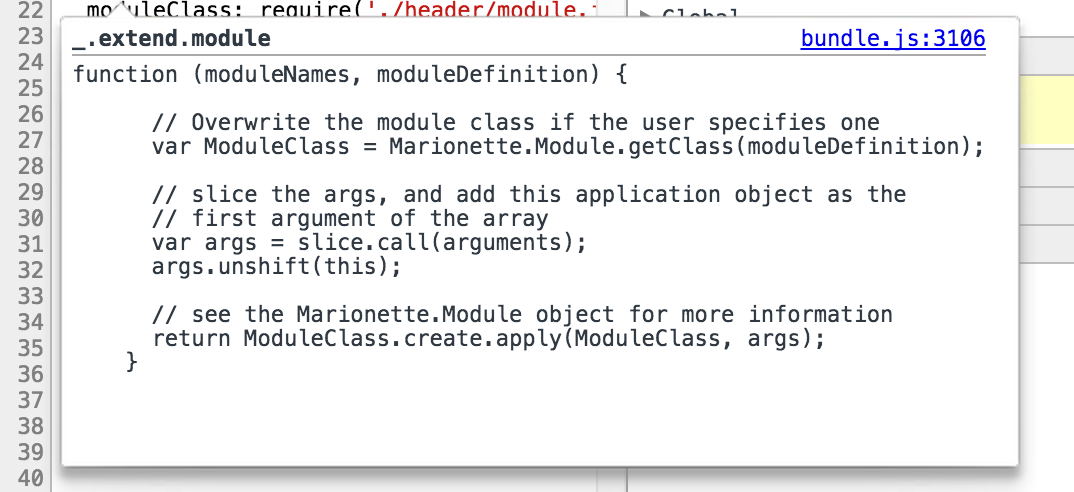 22 moduleClass: require('./header/module.
Global
23 _.extend.module bundle.js:3106
24 function (moduleNames, moduleDefinition) {
25
26 // Overwrite the module class if the user specifies one
27 var ModuleClass = Marionette.Module.getClass(moduleDefinition);
28
29 // slice the args, and add this application object as the
30 // first argument of the array
31 var args = slice.call(arguments);
32 args.unshift(this);
33
34 // see the Marionette.Module object for more information
35 return ModuleClass.create.apply(ModuleClass, args);
36 }
37
38
39
40